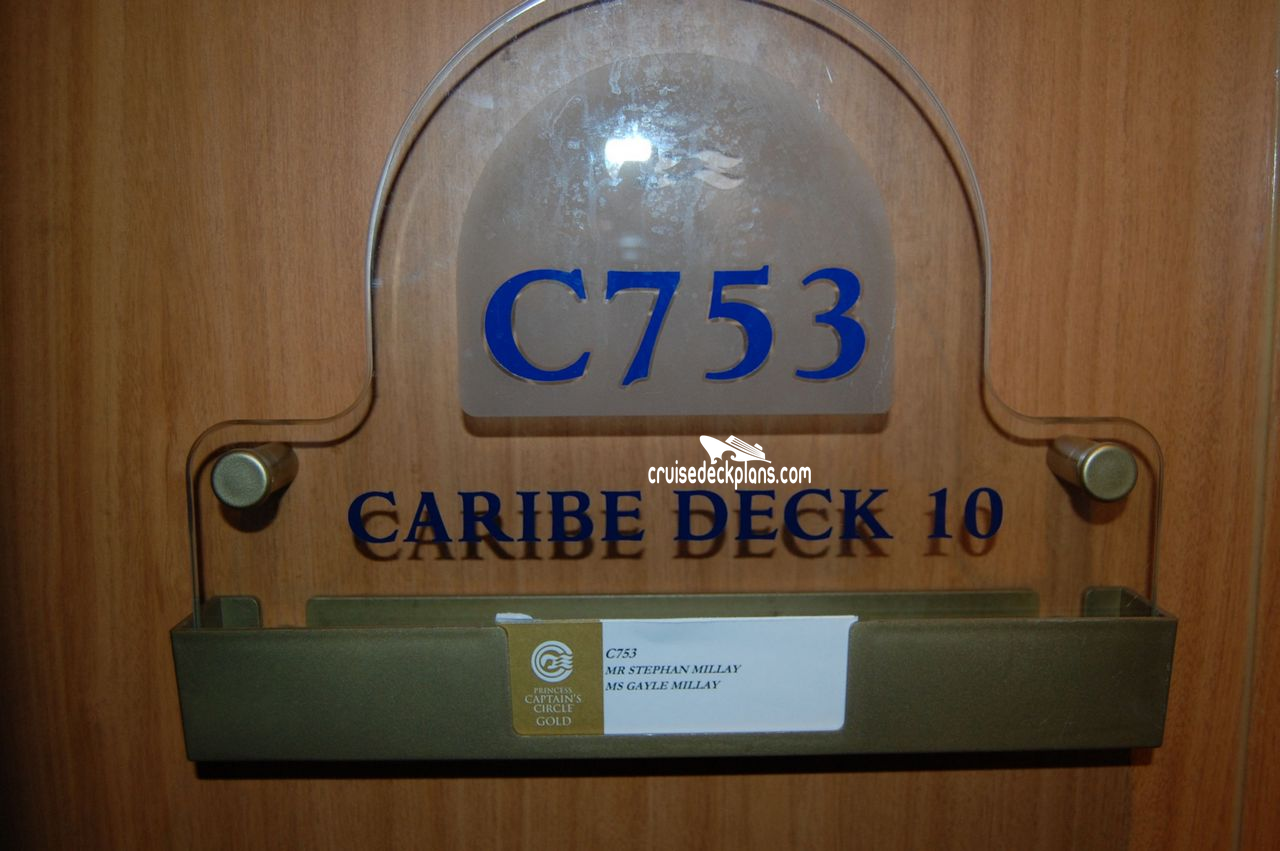 C753
cruisedeckplans.com
CARIBE DECK 10
C753
MR STEPHAN MILLAY
MS GAYLE MILLAY
PRINCESS
CAPTAIN'S
CIRCLE
GOLD